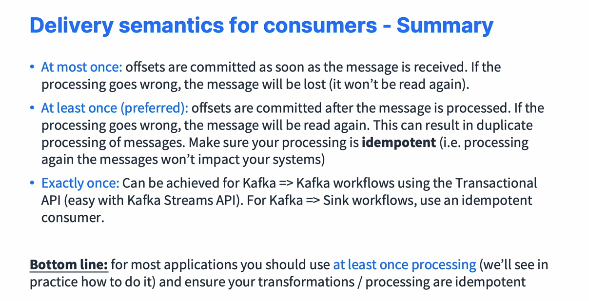 Delivery semantics for consumers - Summary
• At most once: offsets are committed as soon as the message is received. If the
processing goes wrong, the message will be lost (it won't be read again).
• At least once (preferred): offsets are committed after the message is processed. If the
processing goes wrong, the message will be read again. This can result in duplicate
processing of messages. Make sure your processing is idempotent (i.e. processing
again the messages won't impact your systems)
• Exactly once: Can be achieved for Kafka => Kafka workflows using the Transactional
API (easy with Kafka Streams API). For Kafka => Sink workflows, use an idempotent
consumer.
Bottom line: for most applications you should use at least once processing (we'll see in
practice how to do it) and ensure your transformations / processing are idempotent